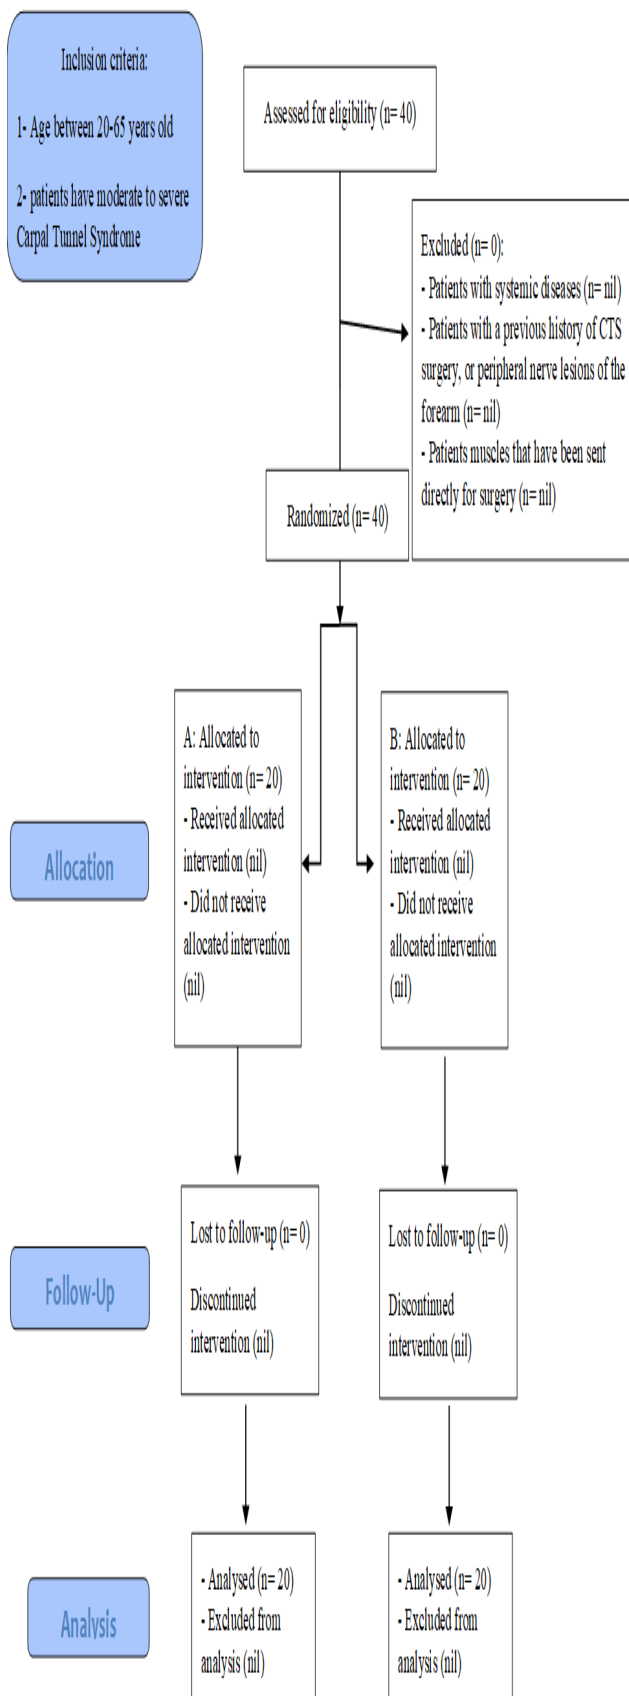 Inclusion criteria:
1- Age between 20-65 years old
2- patients have moderate to severe
Carpal Tunnel Syndrome
Assessed for eligibility (n= 40)
Excluded (n= 0):
- Patients with systemic diseases (n= nil)
- Patients with a previous history of CTS
surgery, or peripheral nerve lesions of the
forearm (n= nil)
- Patients muscles that have been sent
directly for surgery (n= nil)
Randomized (n= 40)
Allocation
A: Allocated to
intervention (n= 20)
- Received allocated
intervention (nil)
- Did not receive
allocated intervention
(nil)
B: Allocated to
intervention (n= 20)
- Received allocated
intervention (nil)
- Did not receive
allocated intervention
(nil)
Follow-Up
Lost to follow-up (n= 0)
Discontinued
intervention (nil)
Lost to follow-up (n= 0)
Discontinued
intervention (nil)
Analysis
- Analysed (n= 20)
- Excluded from
analysis (nil)
- Analysed (n= 20)
- Excluded from
analysis (nil)